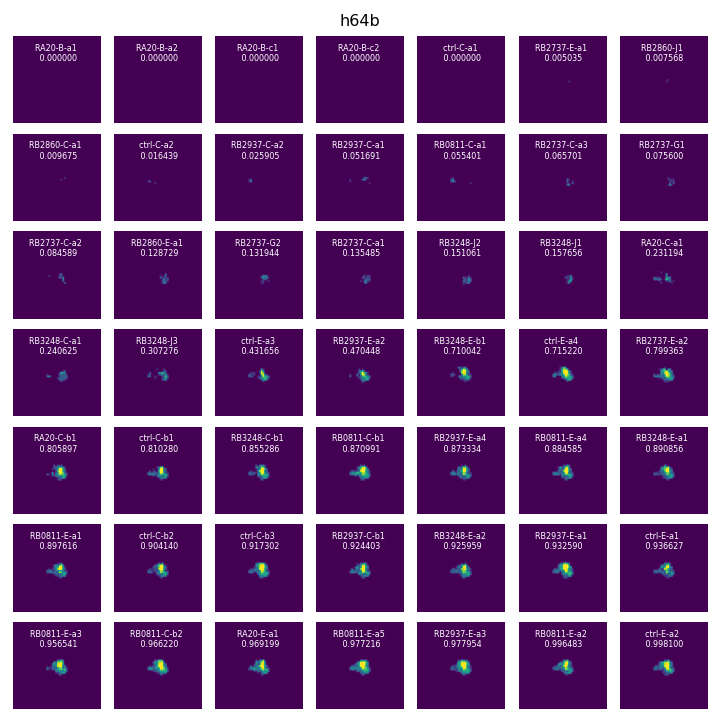 h64b
RA20-B-a1
0.000000
RA20-B-a2
0.000000
RA20-B-c1
0.000000
RA20-B-c2
0.000000
ctrl-C-a1
0.000000
RB2737-E-a1
0.005035
RB2860-J1
0.007568
RB2860-C-a1
0.009675
ctrl-C-a2
0.016439
RB2937-C-a2
0.025905
RB2937-C-a1
0.051691
RB0811-C-a1
0.055401
RB2737-C-a3
0.065701
RB2737-G1
0.075600
RB2737-C-a2
0.084589
RB2860-E-a1
0.128729
RB2737-G2
0.131944
RB2737-C-a1
0.135485
RB3248-J2
0.151061
RB3248-J1
0.157656
RA20-C-a1
0.231194
RB3248-C-a1
0.240625
RB3248-J3
0.307276
ctrl-E-a3
0.431656
RB2937-E-a2
0.470448
RB3248-E-b1
0.710042
ctrl-E-a4
0.715220
RB2737-E-a2
0.799363
RA20-C-b1
0.805897
ctrl-C-b1
0.810280
RB3248-C-b1
0.855286
RB0811-C-b1
0.870991
RB2937-E-a4
0.873334
RB0811-E-a4
0.884585
RB3248-E-a1
0.890856
RB0811-E-a1
0.897616
ctrl-C-b2
0.904140
ctrl-C-b3
0.917302
RB2937-C-b1
0.924403
RB3248-E-a2
0.925959
RB2937-E-a1
0.932590
ctrl-E-a1
0.936627
RB0811-E-a3
0.956541
RB0811-C-b2
0.966220
RA20-E-a1
0.969199
RB0811-E-a5
0.977216
RB2937-E-a3
0.977954
RB0811-E-a2
0.996483
ctrl-E-a2
0.998100